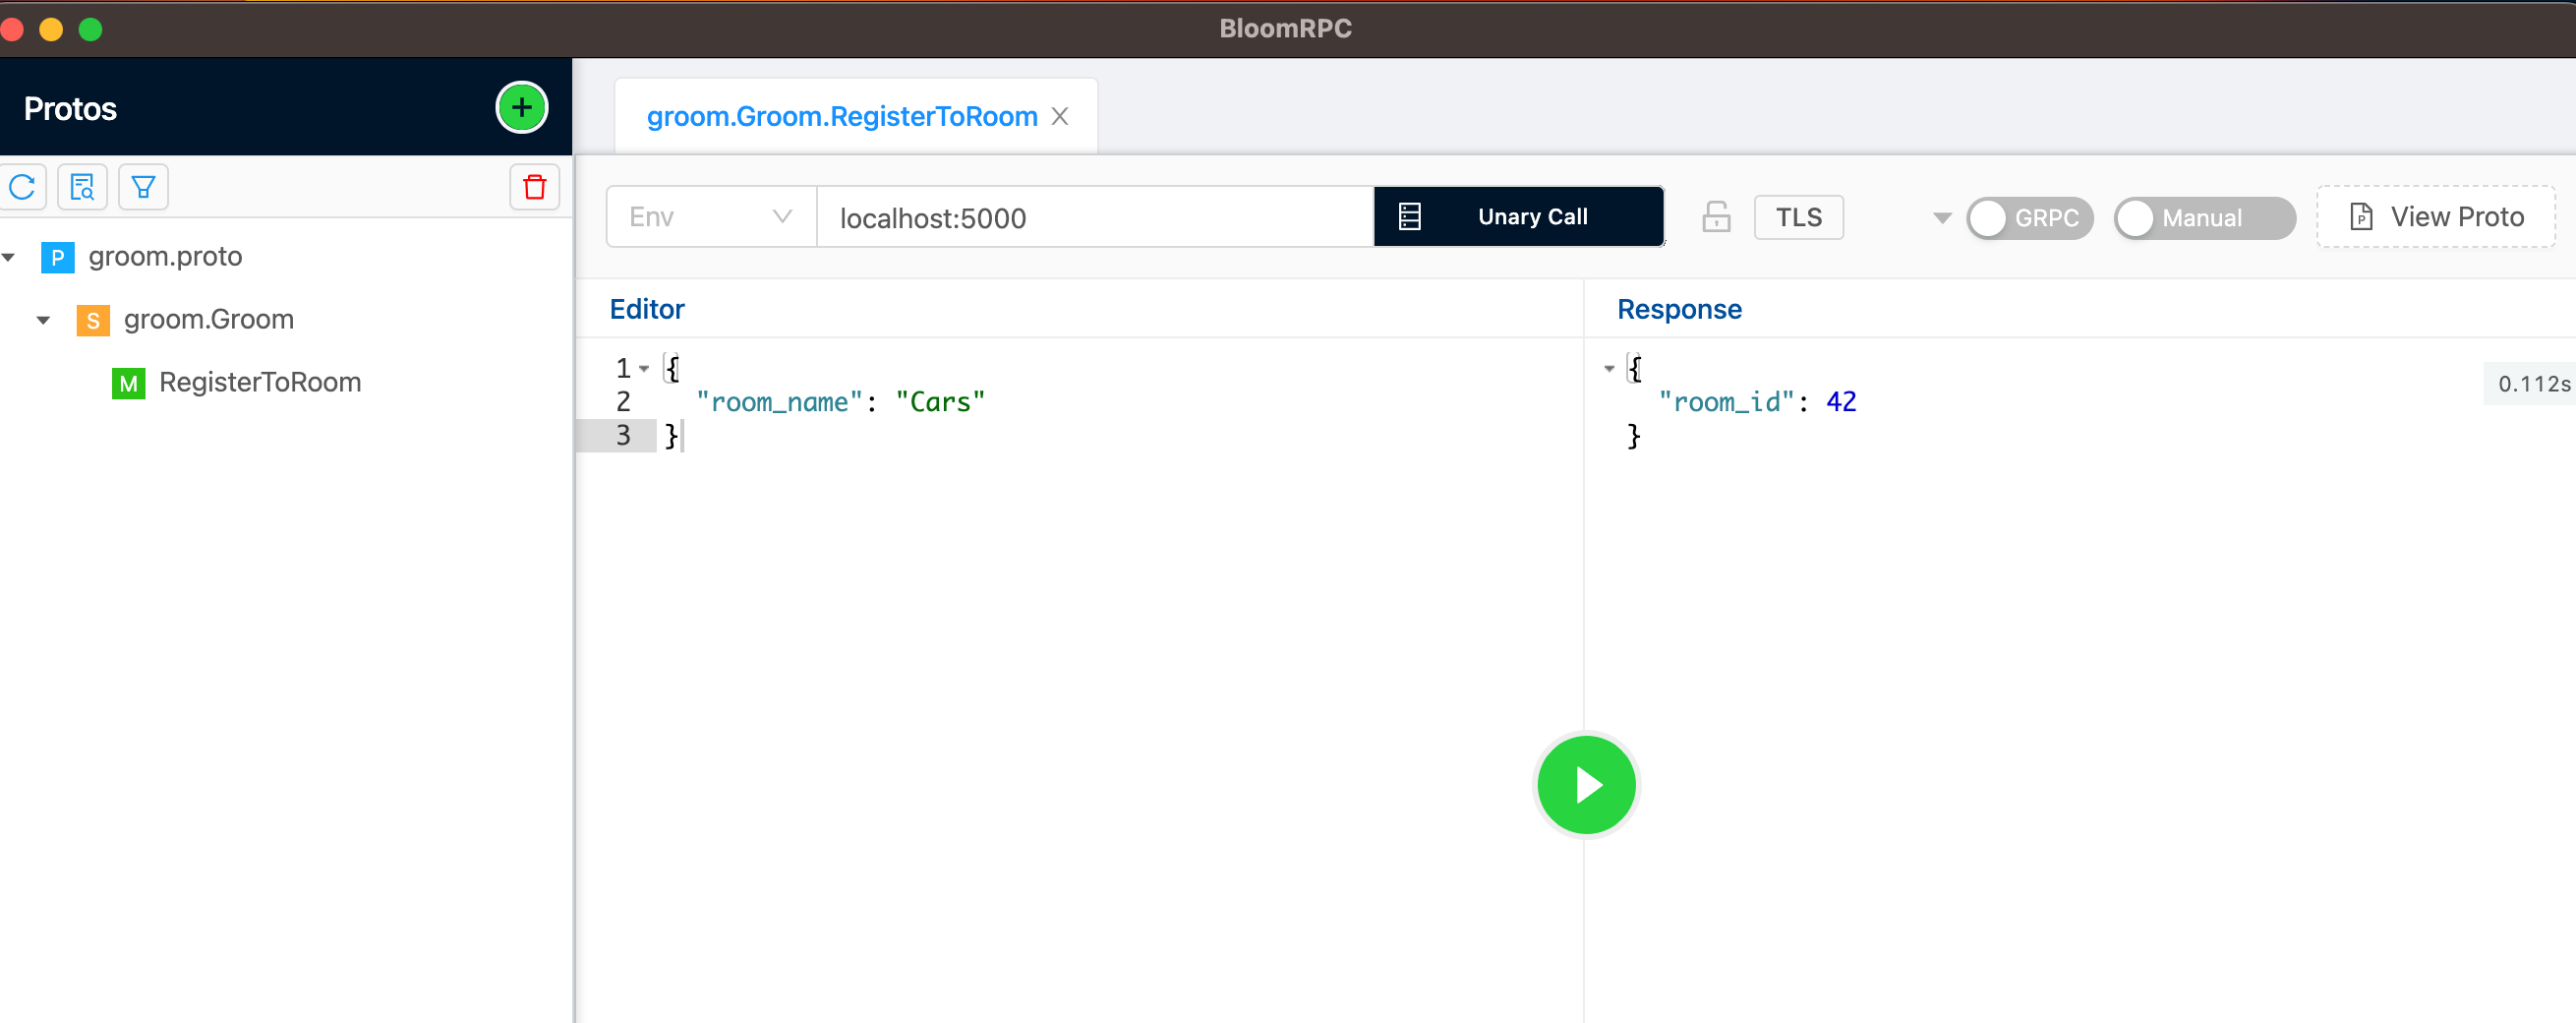 BloomRPC
Protos
groom.Groom.RegisterToRoom
Env
localhost:5000
Unary Call
TLS
GRPC
Manual
View Proto
P groom.proto
S groom.Groom
M RegisterToRoom
Editor
1 {
2 "room_name": "Cars"
3 }
Response
{
"room_id": 42
}
0.112s